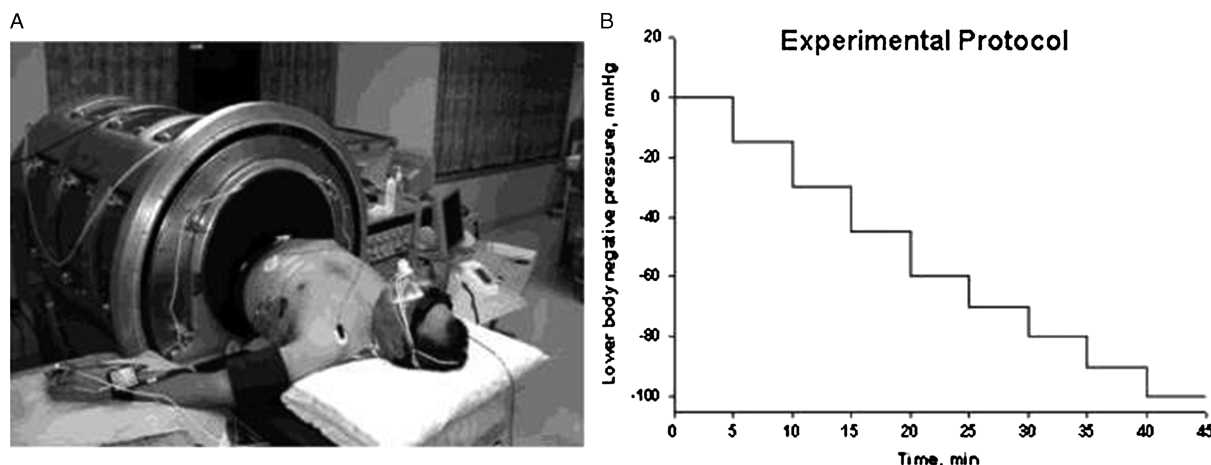 A
B
Experimental Protocol
Lower body negative pressure, mmHg
20
0
-20
-40
-60
-80
-100
0 5 10 15 20 25 30 35 40 45
Time, min